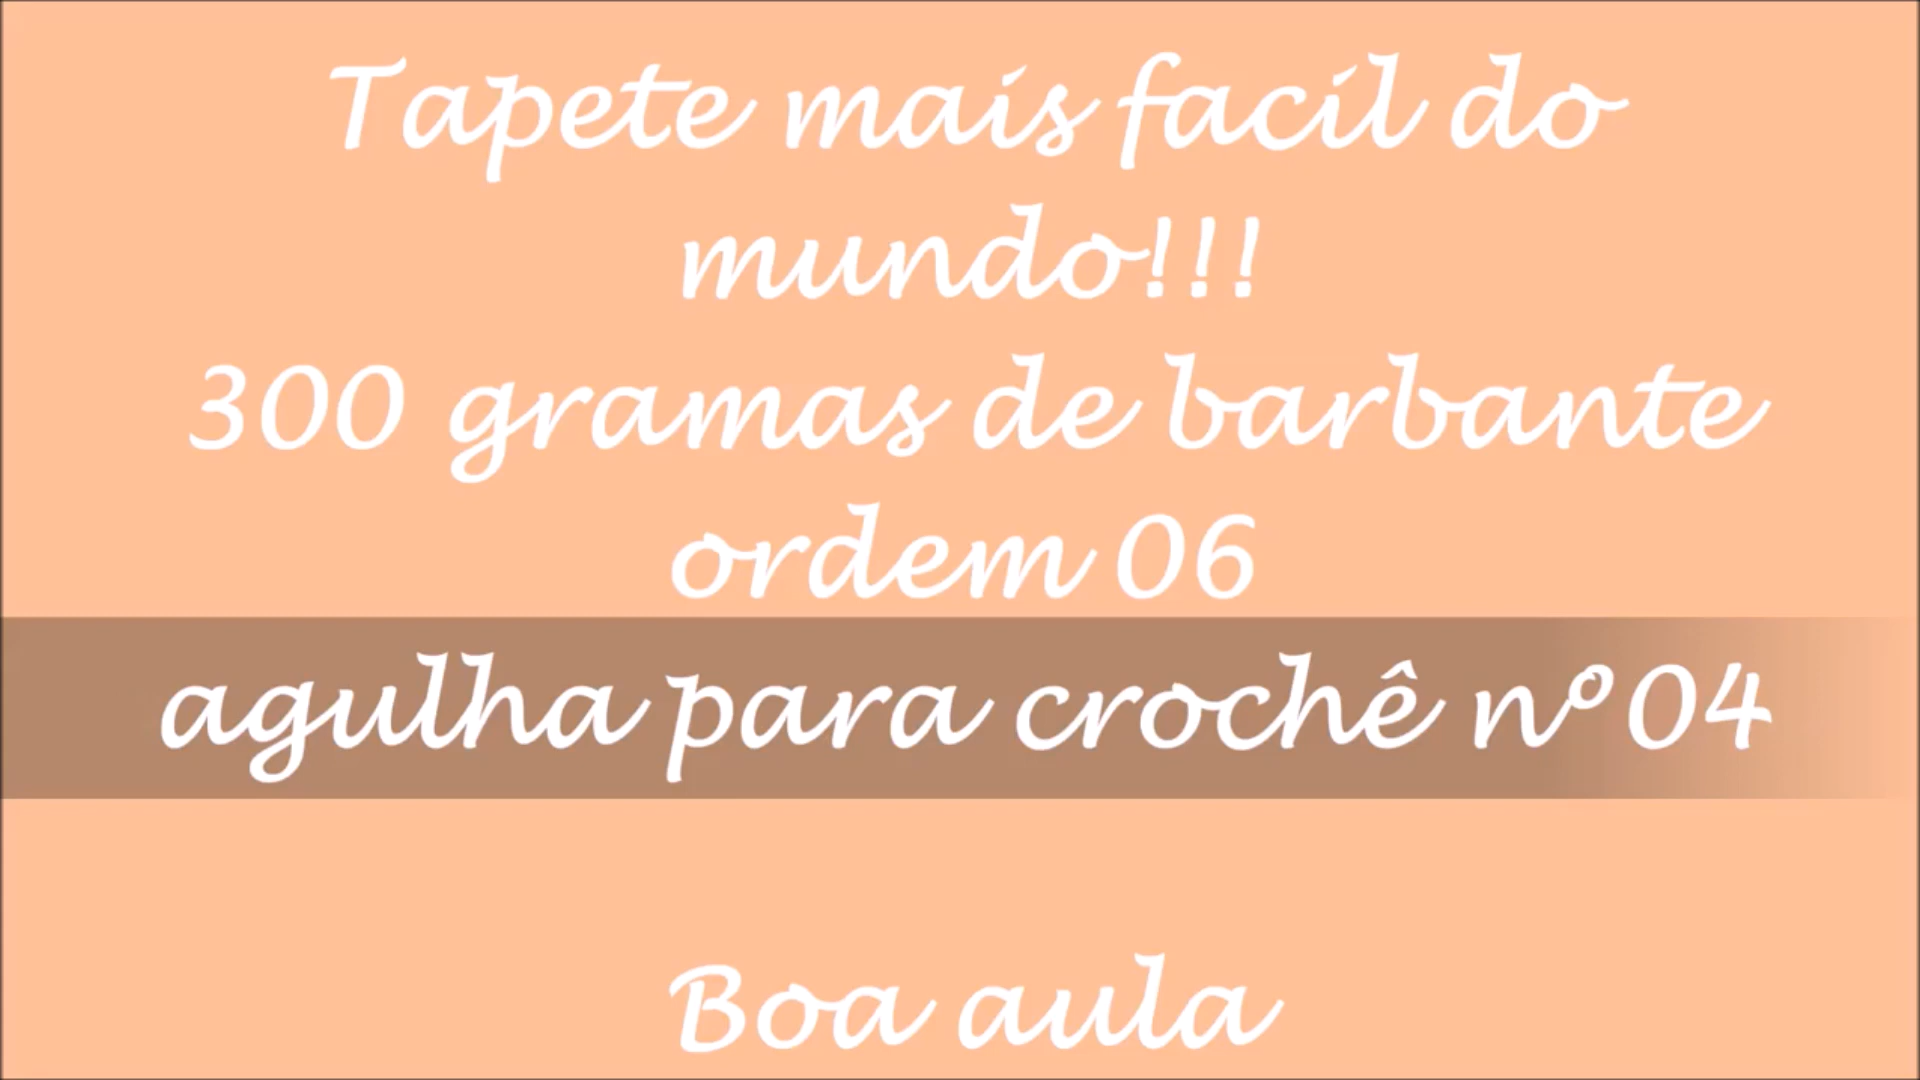 Tapete mais facil do
mundo!!!
300 gramas de barbante
ordem 06
agulha para crochê nº04
Boa aula